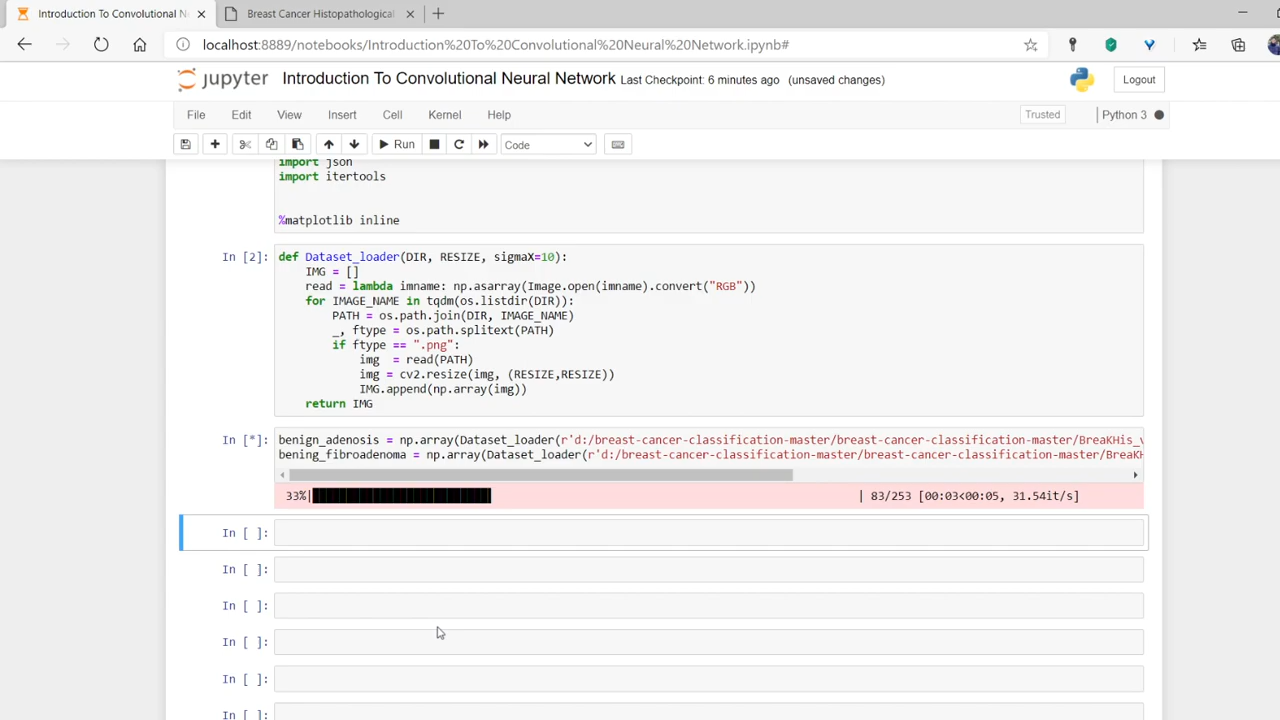 Introduction To Convolutional N
Breast Cancer Histopathological
localhost:8889/notebooks/Introduction%20To%20Convolutional%20Neural%20Network.ipynb#
jupyter Introduction To Convolutional Neural Network Last Checkpoint: 6 minutes ago (unsaved changes)
Logout
File Edit View Insert Cell Kernel Help
Trusted
Python 3
Run
Code
import json
import itertools
%matplotlib inline
In [2]:
def Dataset_loader(DIR, RESIZE, sigmaX=10):
    IMG = []
    read = lambda imname: np.asarray(Image.open(imname).convert("RGB"))
    for IMAGE_NAME in tqdm(os.listdir(DIR)):
        PATH = os.path.join(DIR, IMAGE_NAME)
        _, ftype = os.path.splitext(PATH)
        if ftype == ".png":
            img  = read(PATH)
            img = cv2.resize(img, (RESIZE,RESIZE))
            IMG.append(np.array(img))
    return IMG
In [*]:
benign_adenosis = np.array(Dataset_loader(r'd:/breast-cancer-classification-master/breast-cancer-classification-master/BreaKHis_v
bening_fibroadenoma = np.array(Dataset_loader(r'd:/breast-cancer-classification-master/breast-cancer-classification-master/BreaKH
33%| | 83/253 [00:03<00:05, 31.54it/s]
In [ ]:
In [ ]:
In [ ]:
In [ ]:
In [ ]:
In [ ]: